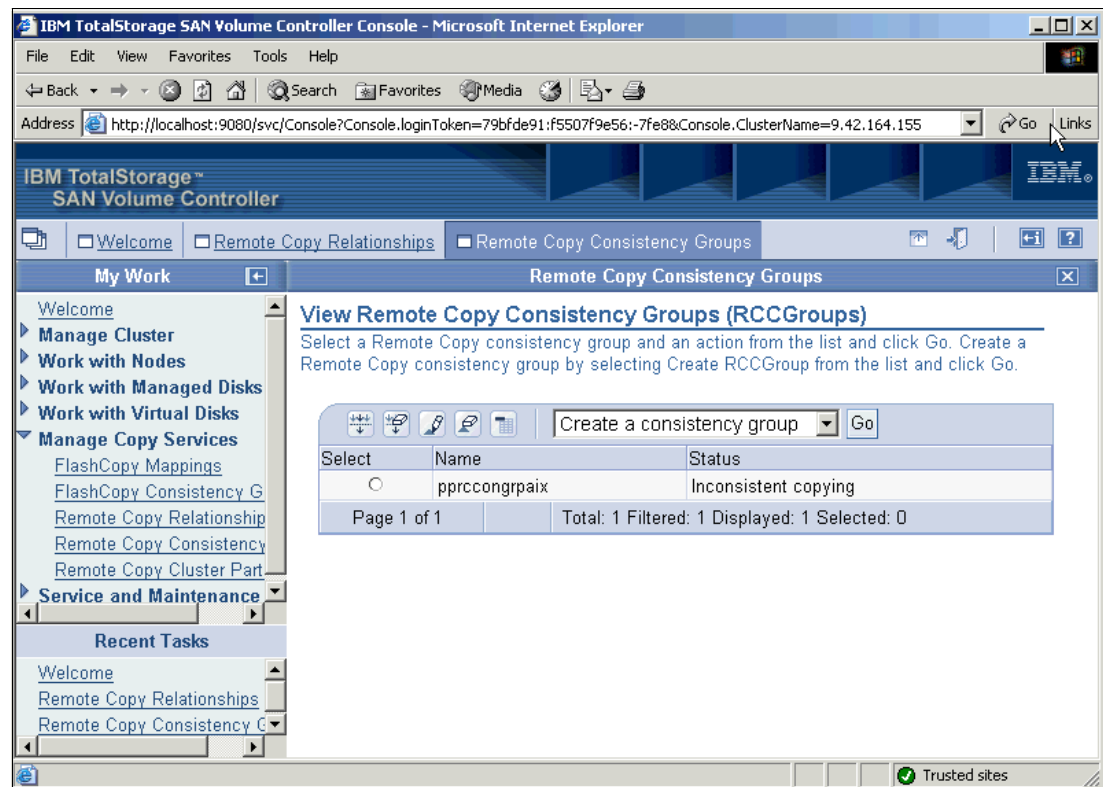 IBM TotalStorage SAN Volume Controller Console - Microsoft Internet Explorer
File Edit View Favorites Tools Help
Back Search Favorites Media
Address http://localhost:9080/svc/Console?Console.loginToken=79bfde91:f5507f9e56:-7fe8&Console.ClusterName=9.42.164.155 Go Links
IBM TotalStorage™
SAN Volume Controller
IBM®
Welcome Remote Copy Relationships Remote Copy Consistency Groups
My Work
Remote Copy Consistency Groups
Welcome
Manage Cluster
Work with Nodes
Work with Managed Disks
Work with Virtual Disks
Manage Copy Services
FlashCopy Mappings
FlashCopy Consistency G
Remote Copy Relationship
Remote Copy Consistency
Remote Copy Cluster Part
Service and Maintenance
Recent Tasks
Welcome
Remote Copy Relationships
Remote Copy Consistency G
View Remote Copy Consistency Groups (RCCGroups)
Select a Remote Copy consistency group and an action from the list and click Go. Create a
Remote Copy consistency group by selecting Create RCCGroup from the list and click Go.
Create a consistency group Go
Select Name Status
pprccongrpaix Inconsistent copying
Page 1 of 1 Total: 1 Filtered: 1 Displayed: 1 Selected: 0
Trusted sites